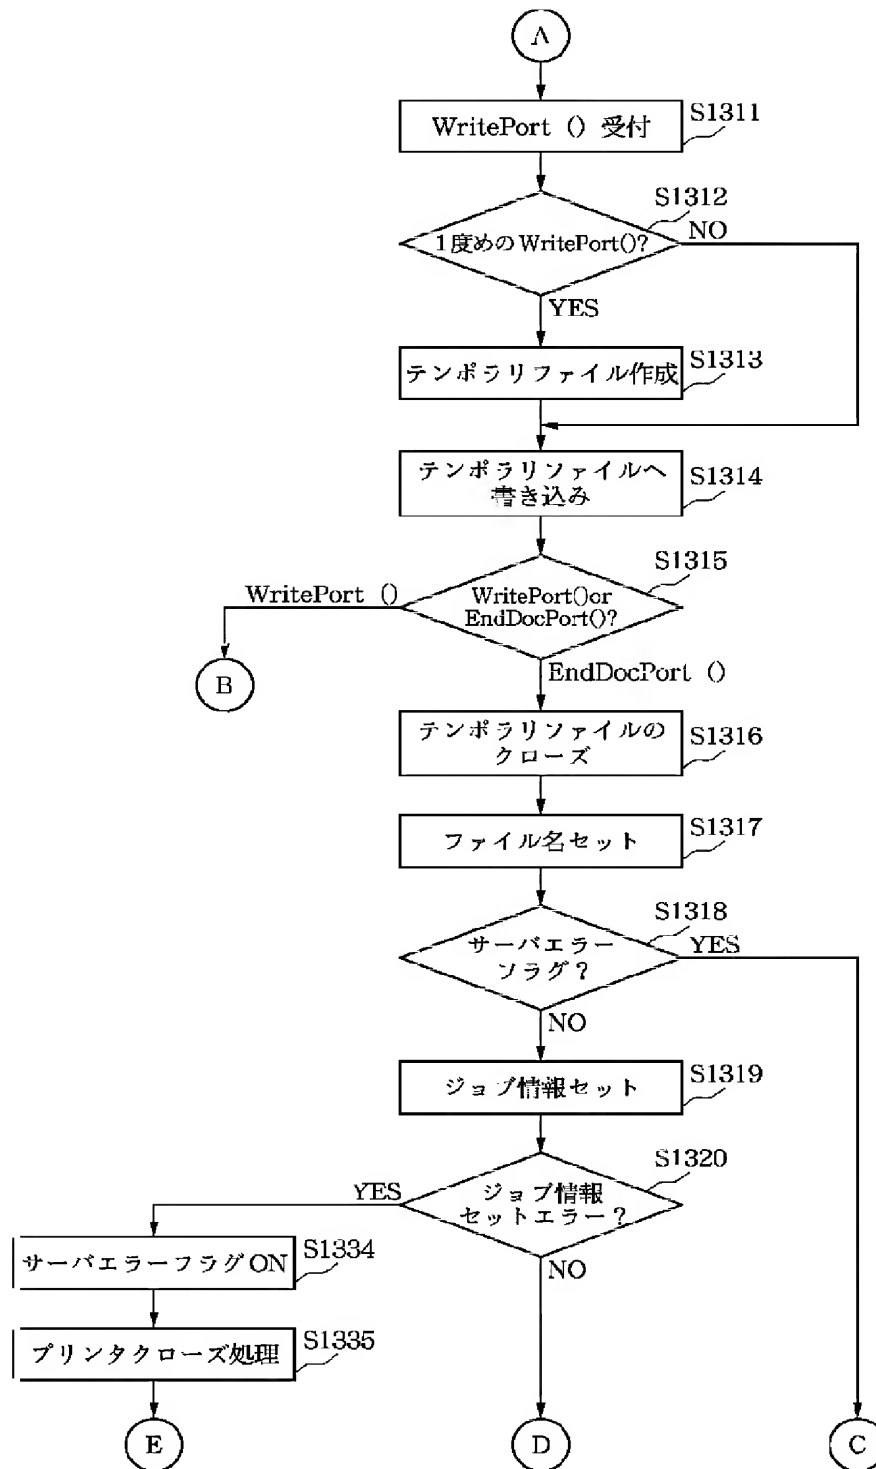 A
WritePort () 受付
S1311
S1312
1度めのWritePort()?
NO
YES
テンポラリファイル作成
S1313
テンポラリファイルへ
書き込み
S1314
S1315
WritePort ()
WritePort()or
EndDocPort()?
B
EndDocPort ()
テンポラリファイルの
クローズ
S1316
ファイル名セット
S1317
S1318
サーバエラー
フラグ?
YES
NO
ジョブ情報セット
S1319
S1320
YES
ジョブ情報
セットエラー?
サーバエラーフラグON
S1334
NO
プリンタクローズ処理
S1335
E
D
C